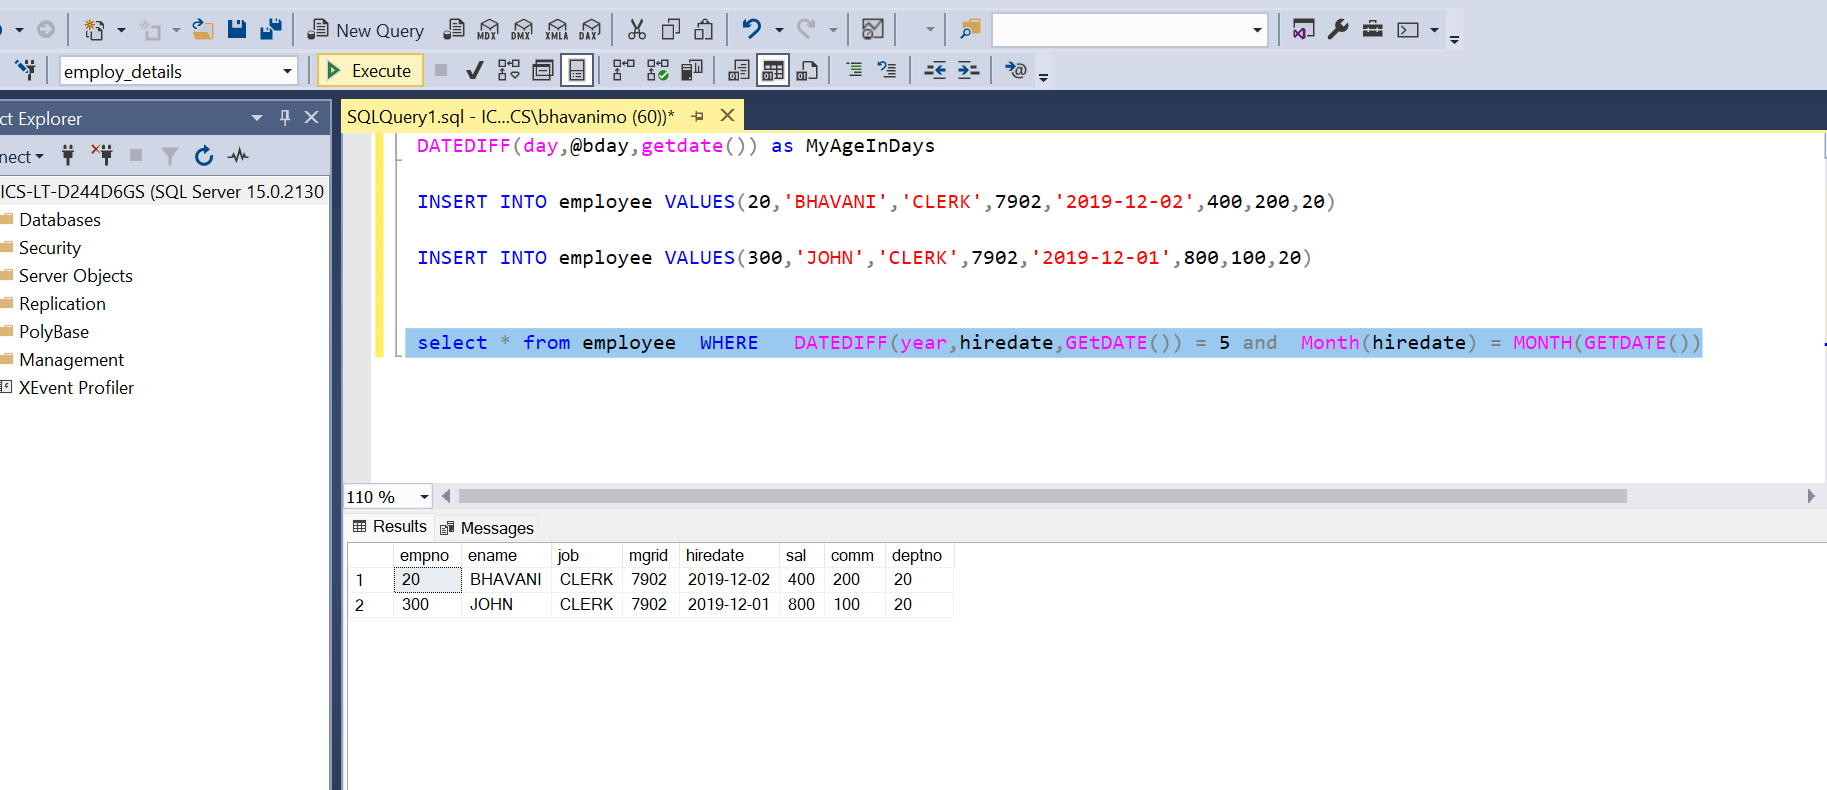 New Query
MDX DMX XMLA DAX
employ_details
Execute
ct Explorer
SQLQuery1.sql - IC...CS\bhavanimo (60))*
nect
ICS-LT-D244D6GS (SQL Server 15.0.2130
Databases
Security
Server Objects
Replication
PolyBase
Management
XEvent Profiler
DATEDIFF(day,@bday,getdate()) as MyAgeInDays
INSERT INTO employee VALUES(20,'BHAVANI','CLERK',7902,'2019-12-02',400,200,20)
INSERT INTO employee VALUES(300,'JOHN','CLERK',7902,'2019-12-01',800,100,20)
select * from employee  WHERE   DATEDIFF(year,hiredate,GEtDATE()) = 5 and  Month(hiredate) = MONTH(GETDATE())
110 %
Results Messages
empno ename job mgrid hiredate sal comm deptno
1 20 BHAVANI CLERK 7902 2019-12-02 400 200 20
2 300 JOHN CLERK 7902 2019-12-01 800 100 20